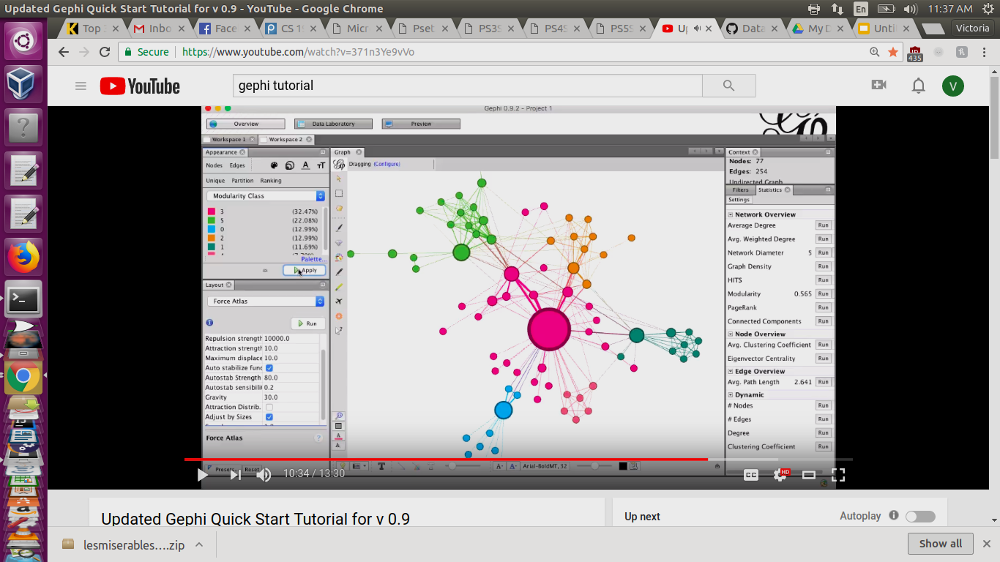 Updated Gephi Quick Start Tutorial for v 0.9 - YouTube - Google Chrome En 11:37 AM
Top Inbo Face CS 19 Micr Pset PS3S PS4S PS5S Up Data My D Unti Victoria
Secure https://www.youtube.com/watch?v=371n3Ye9vVo 435
YouTube gephi tutorial V
Gephi 0.9.2 - Project 1
Overview Data Laboratory Preview
Workspace 1 Workspace 2
Appearance Graph Context
Nodes Edges Dragging (Configure) Nodes: 77
Edges: 254
Unique Partition Ranking Undirected Graph
Modularity Class Filters Statistics
Settings
3 (32.47%) Network Overview
5 (22.08%) Average Degree Run
0 (12.99%) Avg. Weighted Degree Run
2 (12.99%) Network Diameter 5 Run
1 (11.69%) Graph Density Run
Palette... HITS Run
Apply Modularity 0.565 Run
Layout PageRank Run
Force Atlas Connected Components Run
Run Node Overview
Repulsion strength 10000.0 Avg. Clustering Coefficient Run
Attraction strengt 10.0 Eigenvector Centrality Run
Maximum displace 10.0 Edge Overview
Auto stabilize func Avg. Path Length 2.641 Run
Autostab Strength 80.0 Dynamic
Autostab sensibili 0.2 # Nodes Run
Gravity 30.0 # Edges Run
Attraction Distrib. Degree Run
Adjust by Sizes Clustering Coefficient Run
Force Atlas
Presets... Reset Arial-BoldMT, 32
10:34 / 13:30 CC HD
Updated Gephi Quick Start Tutorial for v 0.9 Up next Autoplay
lesmiserables....zip Show all